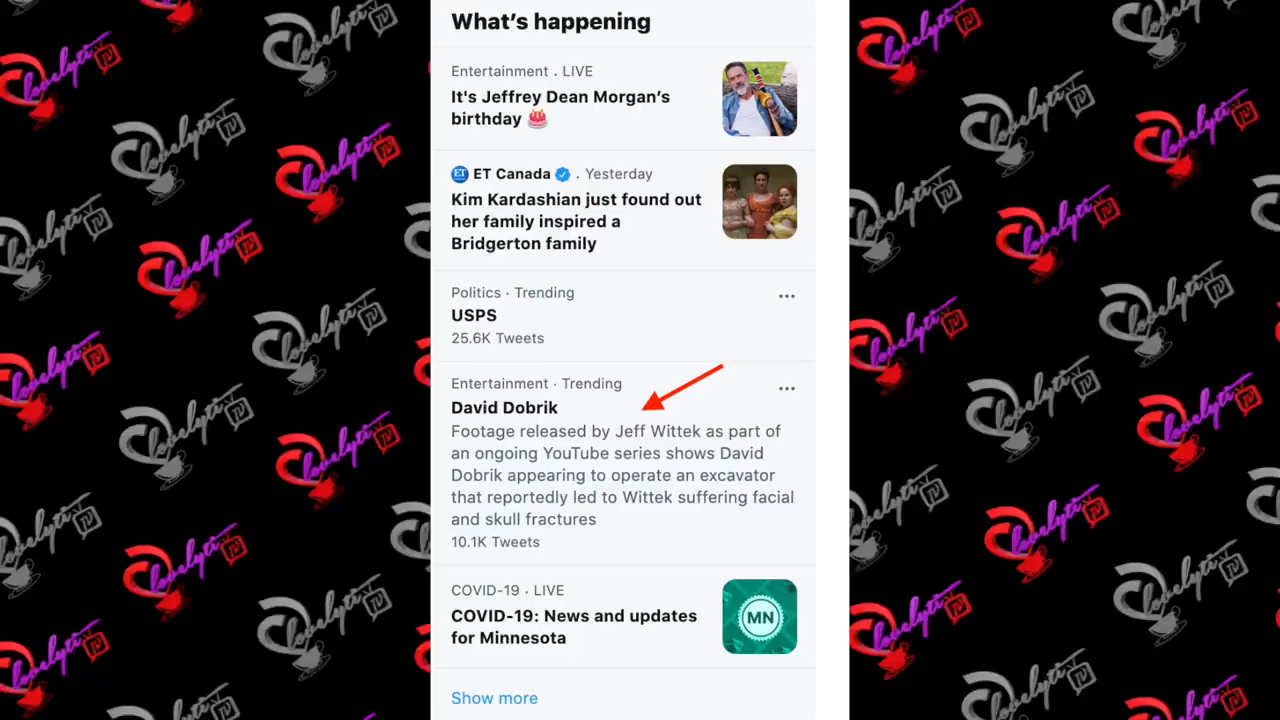 What's happening
Entertainment . LIVE
It's Jeffrey Dean Morgan's
birthday 🎂
ET Canada . Yesterday
Kim Kardashian just found out
her family inspired a
Bridgerton family
Politics · Trending
USPS
25.6K Tweets
Entertainment · Trending
David Dobrik
Footage released by Jeff Wittek as part of
an ongoing YouTube series shows David
Dobrik appearing to operate an excavator
that reportedly led to Wittek suffering facial
and skull fractures
10.1K Tweets
COVID-19 . LIVE
COVID-19: News and updates
for Minnesota
MN
Show more
lovelyti